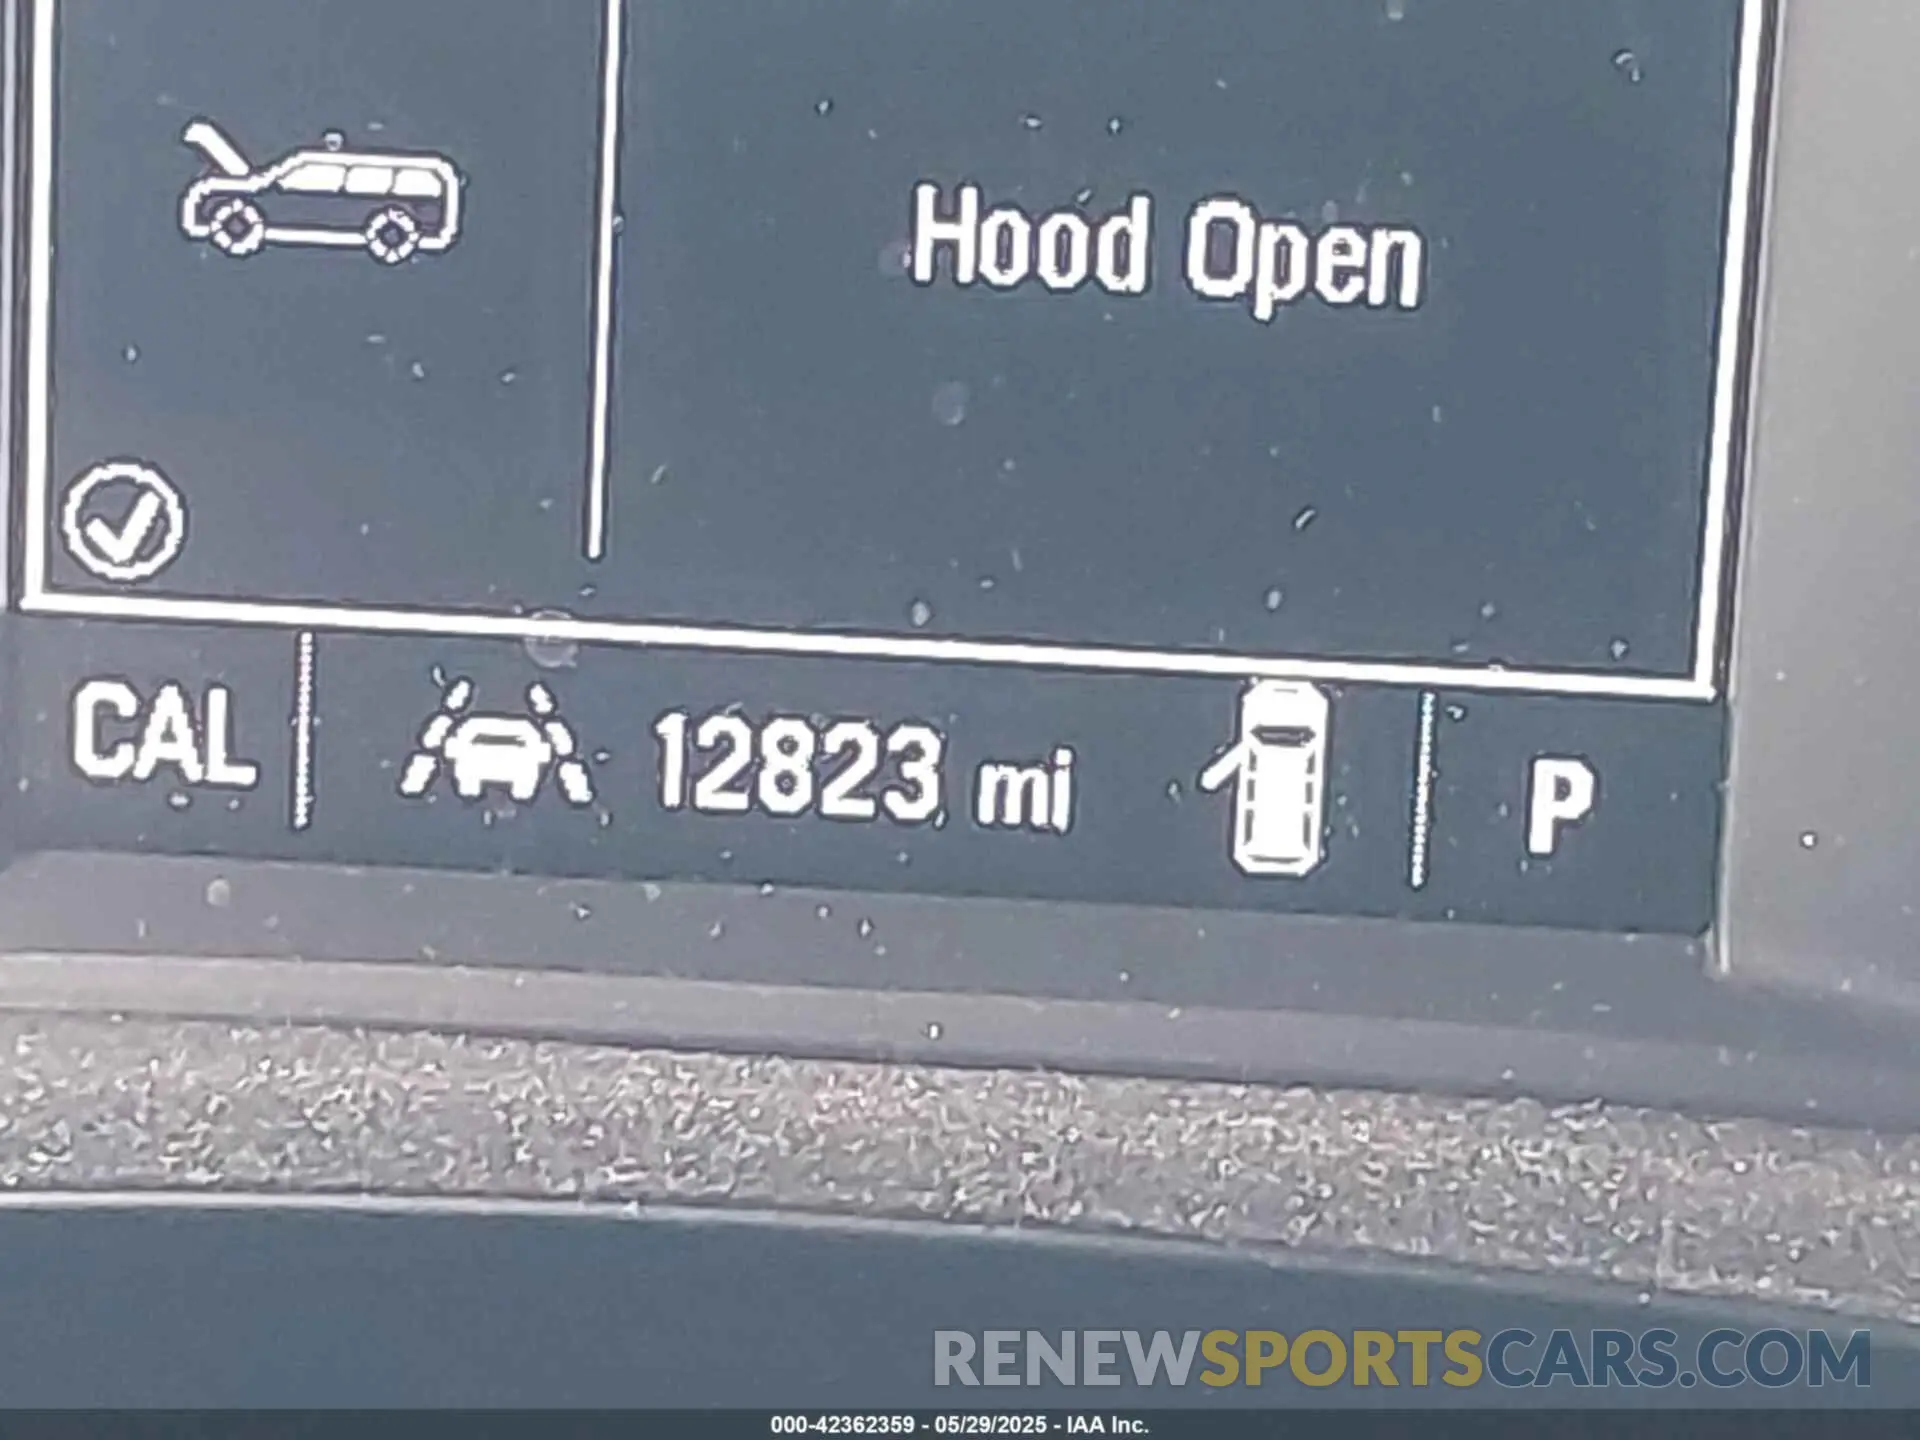 Hood Open
CAL 12823 mi P
RENEWSPORTSCARS.COM
000-42362359 - 05/29/2025 - IAA Inc.